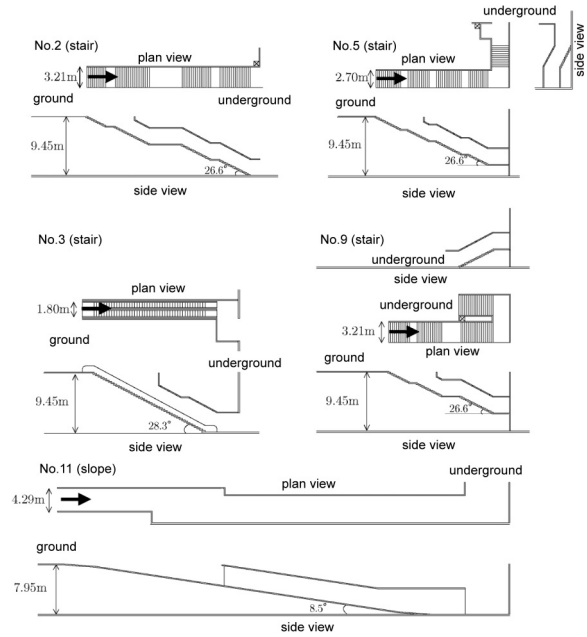 No.2 (stair)
plan view
3.21m
ground
underground
9.45m
26.6°
side view
No.5 (stair)
underground
plan view
side view
2.70m
ground
9.45m
26.6°
side view
No.3 (stair)
plan view
1.80m
ground
underground
9.45m
28.3°
side view
No.9 (stair)
underground
side view
underground
3.21m
plan view
ground
9.45m
26.6°
side view
No.11 (slope)
underground
plan view
4.29m
ground
7.95m
8.5°
side view